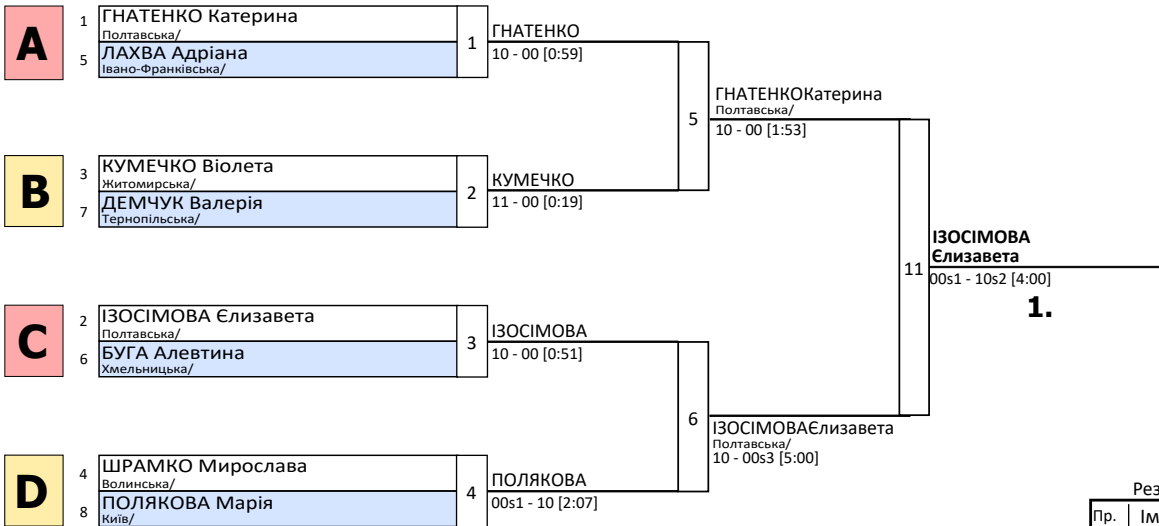 A
1 ГНАТЕНКО Катерина
Полтавська/
5 ЛАХВА Адріана
Івано-Франківська/
1
ГНАТЕНКО
10 - 00 [0:59]
5
ГНАТЕНКОКатерина
Полтавська/
10 - 00 [1:53]
B
3 КУМЕЧКО Віолета
Житомирська/
7 ДЕМЧУК Валерія
Тернопільська/
2
КУМЕЧКО
11 - 00 [0:19]
11
ІЗОСІМОВА
Єлизавета
00s1 - 10s2 [4:00]
1.
C
2 ІЗОСІМОВА Єлизавета
Полтавська/
6 БУГА Алевтина
Хмельницька/
3
ІЗОСІМОВА
10 - 00 [0:51]
6
ІЗОСІМОВАЄлизавета
Полтавська/
10 - 00s3 [5:00]
D
4 ШРАМКО Мирослава
Волинська/
8 ПОЛЯКОВА Марія
Київ/
4
ПОЛЯКОВА
00s1 - 10 [2:07]
Рез
Пр. Ім